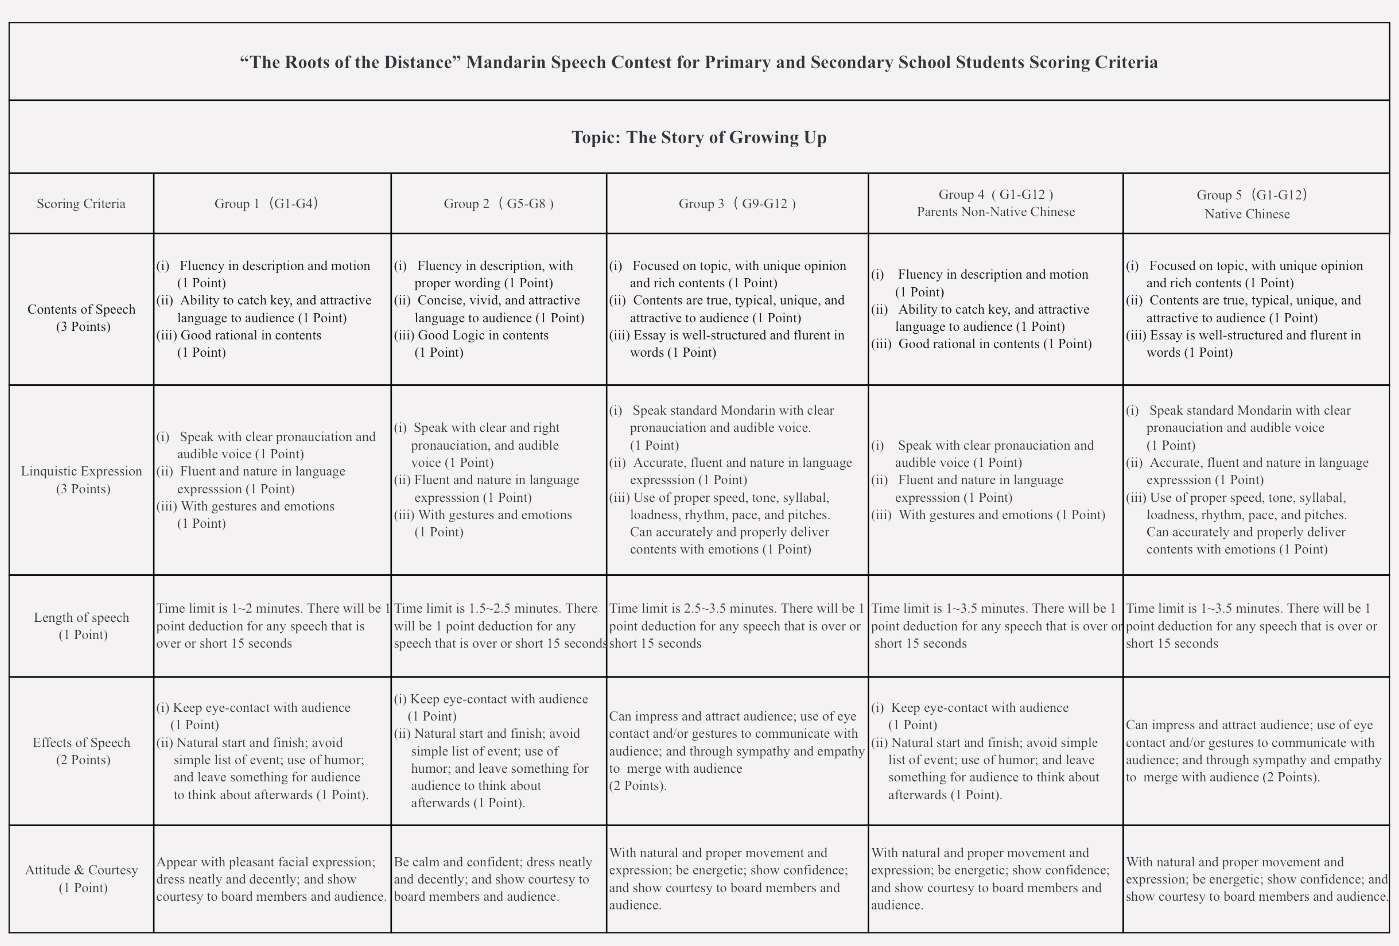 “The Roots of the Distance” Mandarin Speech Contest for Primary and Secondary School Students Scoring Criteria
Topic: The Story of Growing Up
Scoring Criteria
Group 1（G1-G4）
Group 2（ G5-G8 ）
Group 3（ G9-G12 ）
Group 4（ G1-G12 ）
Parents Non-Native Chinese
Group 5（G1-G12）
Native Chinese
Contents of Speech
(3 Points)
(i) Fluency in description and motion
(1 Point)
(ii) Ability to catch key, and attractive
language to audience (1 Point)
(iii) Good rational in contents
(1 Point)
(i) Fluency in description, with
proper wording (1 Point)
(ii) Concise, vivid, and attractive
language to audience (1 Point)
(iii) Good Logic in contents
(1 Point)
(i) Focused on topic, with unique opinion
and rich contents (1 Point)
(ii) Contents are true, typical, unique, and
attractive to audience (1 Point)
(iii) Essay is well-structured and flurent in
words (1 Point)
(i) Fluency in description and motion
(1 Point)
(ii) Ability to catch key, and attractive
language to audience (1 Point)
(iii) Good rational in contents (1 Point)
(i) Focused on topic, with unique opinion
and rich contents (1 Point)
(ii) Contents are true, typical, unique, and
attractive to audience (1 Point)
(iii) Essay is well-structured and flurent in
words (1 Point)
Linquistic Expression
(3 Points)
(i) Speak with clear pronauciation and
audible voice (1 Point)
(ii) Fluent and nature in language
expresssion (1 Point)
(iii) With gestures and emotions
(1 Point)
(i) Speak with clear and right
pronauciation, and audible
voice (1 Point)
(ii) Fluent and nature in language
expresssion (1 Point)
(iii) With gestures and emotions
(1 Point)
(i) Speak standard Mondarin with clear
pronauciation and audible voice.
(1 Point)
(ii) Accurate, fluent and nature in language
expresssion (1 Point)
(iii) Use of proper speed, tone, syllabal,
loadness, rhythm, pace, and pitches.
Can accurately and properly deliver
contents with emotions (1 Point)
(i) Speak with clear pronauciation and
audible voice (1 Point)
(ii) Fluent and nature in language
expresssion (1 Point)
(iii) With gestures and emotions (1 Point)
(i) Speak standard Mondarin with clear
pronauciation and audible voice
(1 Point)
(ii) Accurate, fluent and nature in language
expresssion (1 Point)
(iii) Use of proper speed, tone, syllabal,
loadness, rhythm, pace, and pitches.
Can accurately and properly deliver
contents with emotions (1 Point)
Length of speech
(1 Point)
Time limit is 1~2 minutes. There will be 1
point deduction for any speech that is
over or short 15 seconds
Time limit is 1.5~2.5 minutes. There
will be 1 point deduction for any
speech that is over or short 15 seconds
Time limit is 2.5~3.5 minutes. There will be 1
point deduction for any speech that is over or
short 15 seconds
Time limit is 1~3.5 minutes. There will be 1
point deduction for any speech that is over or
short 15 seconds
Time limit is 1~3.5 minutes. There will be 1
point deduction for any speech that is over or
short 15 seconds
Effects of Speech
(2 Points)
(i) Keep eye-contact with audience
(1 Point)
(ii) Natural start and finish; avoid
simple list of event; use of humor;
and leave something for audience
to think about afterwards (1 Point).
(i) Keep eye-contact with audience
(1 Point)
(ii) Natural start and finish; avoid
simple list of event; use of
humor; and leave something for
audience to think about
afterwards (1 Point).
Can impress and attract audience; use of eye
contact and/or gestures to communicate with
audience; and through sympathy and empathy
to merge with audience
(2 Points).
(i) Keep eye-contact with audience
(1 Point)
(ii) Natural start and finish; avoid simple
list of event; use of humor; and leave
something for audience to think about
afterwards (1 Point).
Can impress and attract audience; use of eye
contact and/or gestures to communicate with
audience; and through sympathy and empathy
to merge with audience (2 Points).
Attitude & Courtesy
(1 Point)
Appear with pleasant facial expression;
dress neatly and decently; and show
courtesy to board members and audience.
Be calm and confident; dress neatly
and decently; and show courtesy to
board members and audience.
With natural and proper movement and
expression; be energetic; show confidence;
and show courtesy to board members and
audience.
With natural and proper movement and
expression; be energetic; show confidence;
and show courtesy to board members and
audience.
With natural and proper movement and
expression; be energetic; show confidence; and
show courtesy to board members and audience.